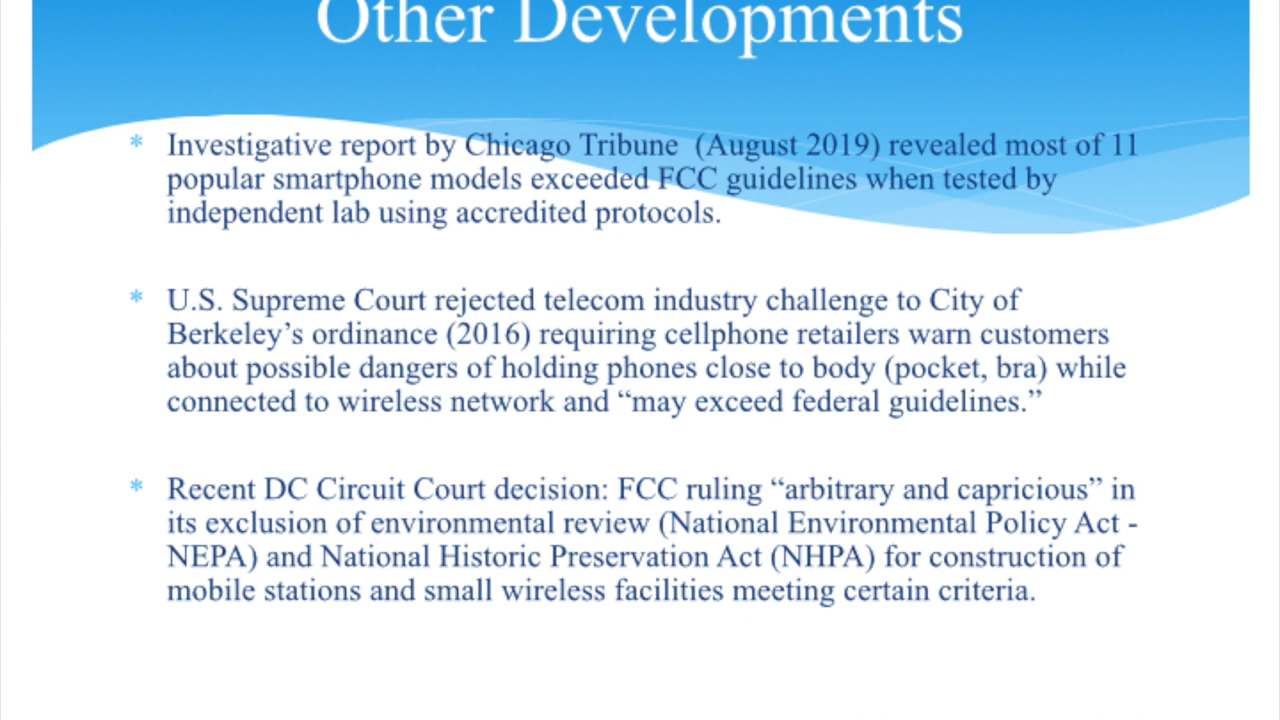 Other Developments
* Investigative report by Chicago Tribune (August 2019) revealed most of 11
popular smartphone models exceeded FCC guidelines when tested by
independent lab using accredited protocols.
* U.S. Supreme Court rejected telecom industry challenge to City of
Berkeley’s ordinance (2016) requiring cellphone retailers warn customers
about possible dangers of holding phones close to body (pocket, bra) while
connected to wireless network and “may exceed federal guidelines.”
* Recent DC Circuit Court decision: FCC ruling “arbitrary and capricious” in
its exclusion of environmental review (National Environmental Policy Act -
NEPA) and National Historic Preservation Act (NHPA) for construction of
mobile stations and small wireless facilities meeting certain criteria.